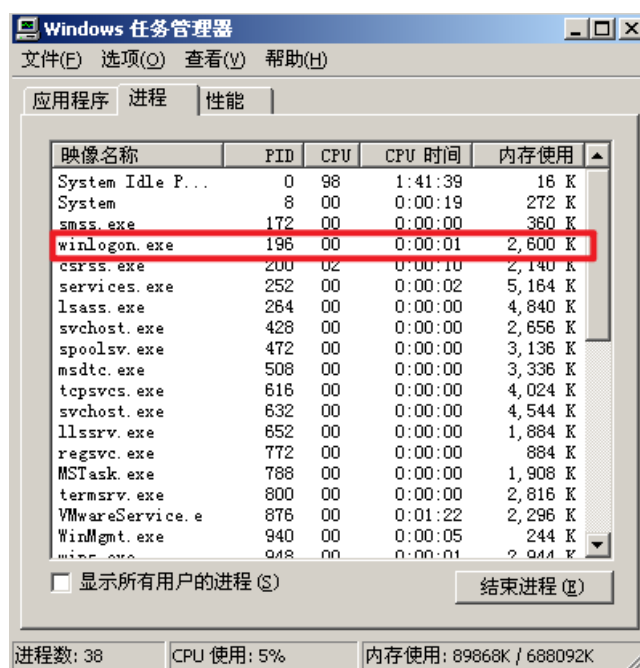 Windows 任务管理器
文件(F) 选项(O) 查看(V) 帮助(H)
应用程序 进程 性能
映像名称 PID CPU CPU 时间 内存使用
System Idle P... 0 98 1:41:39 16 K
System 8 00 0:00:19 272 K
smss.exe 172 00 0:00:00 360 K
winlogon.exe 196 00 0:00:01 2,600 K
csrss.exe 200 02 0:00:10 2,140 K
services.exe 252 00 0:00:02 5,164 K
lsass.exe 264 00 0:00:00 4,840 K
svchost.exe 428 00 0:00:00 2,656 K
spoolsv.exe 472 00 0:00:00 3,136 K
msdtc.exe 508 00 0:00:00 3,336 K
tcpsvcs.exe 616 00 0:00:00 4,024 K
svchost.exe 632 00 0:00:00 4,544 K
llssrv.exe 652 00 0:00:00 1,884 K
regsvc.exe 772 00 0:00:00 884 K
MSTask.exe 788 00 0:00:00 1,908 K
termsrv.exe 800 00 0:00:00 2,816 K
VMwareService.e 876 00 0:01:22 2,296 K
WinMgmt.exe 940 00 0:00:05 244 K
wins.exe 948 00 0:00:01 2,944 K
显示所有用户的进程(S) 结束进程(E)
进程数: 38 CPU 使用: 5% 内存使用: 89868K / 688092K